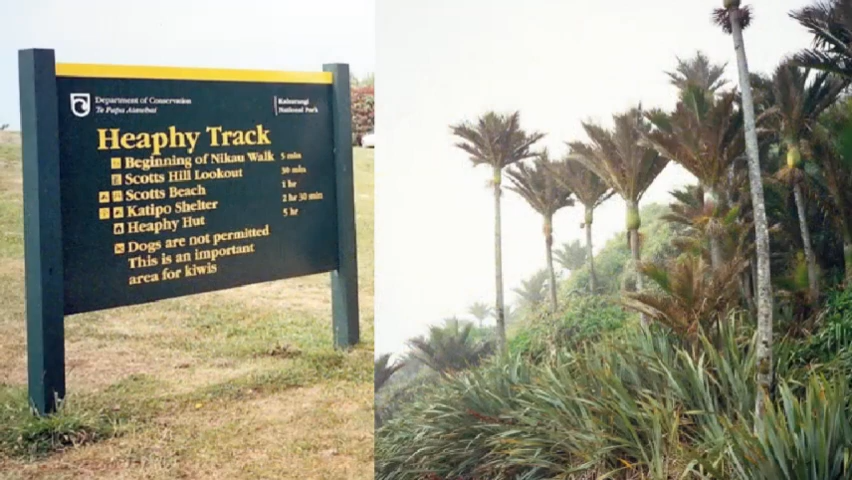 Department of Conservation
Te Papa Atawhai
Kahurangi
National Park
Heaphy Track
Beginning of Nikau Walk 5 min
Scotts Hill Lookout 30 min
Scotts Beach 1 hr
Katipo Shelter 2 hr 30 min
Heaphy Hut 5 hr
Dogs are not permitted
This is an important
area for kiwis